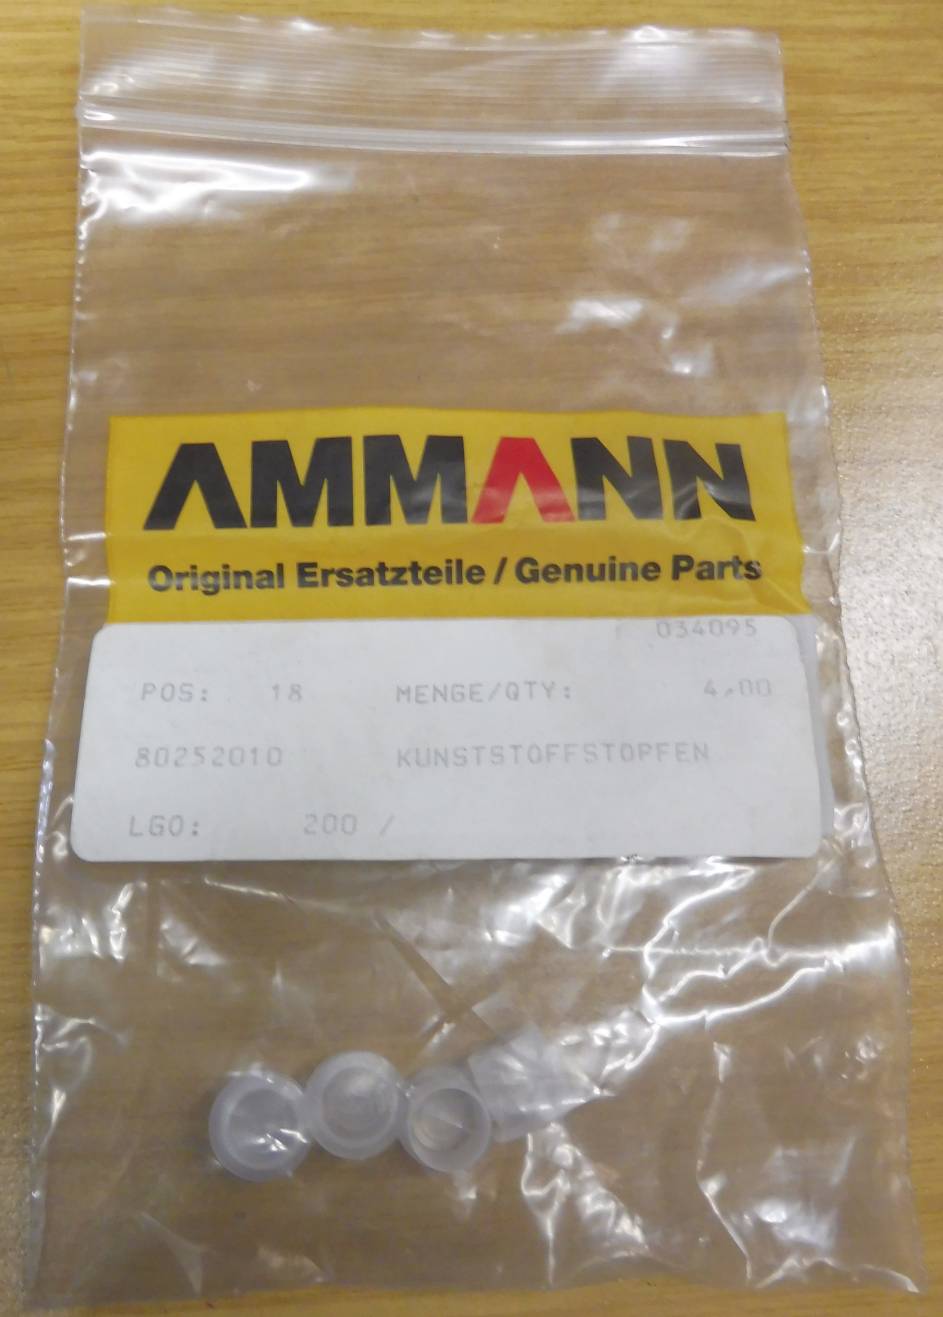 AMMANN
Original Ersatzteile / Genuine Parts
034095
POS: 18 MENGE/QTY: 4,00
80252010 KUNSTSTOFFSTOPFEN
LGO: 200 /